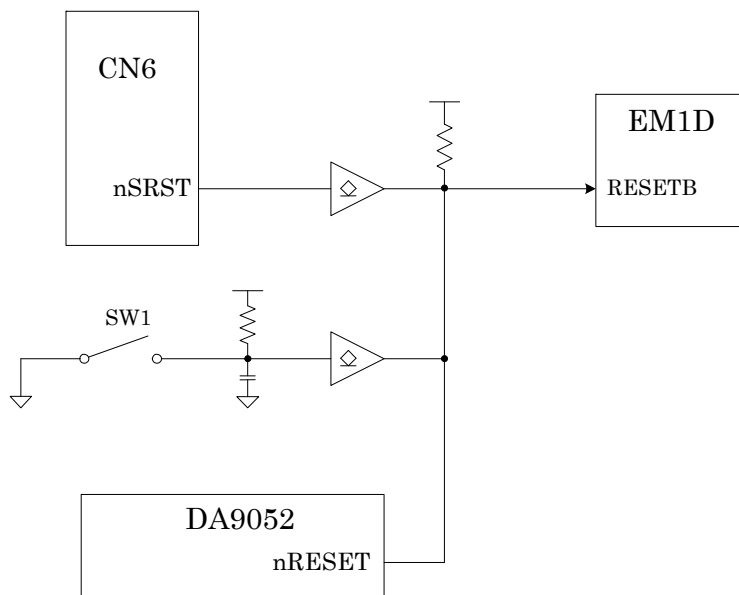 CN6
EM1D
nSRST
RESETB
SW1
DA9052
nRESET